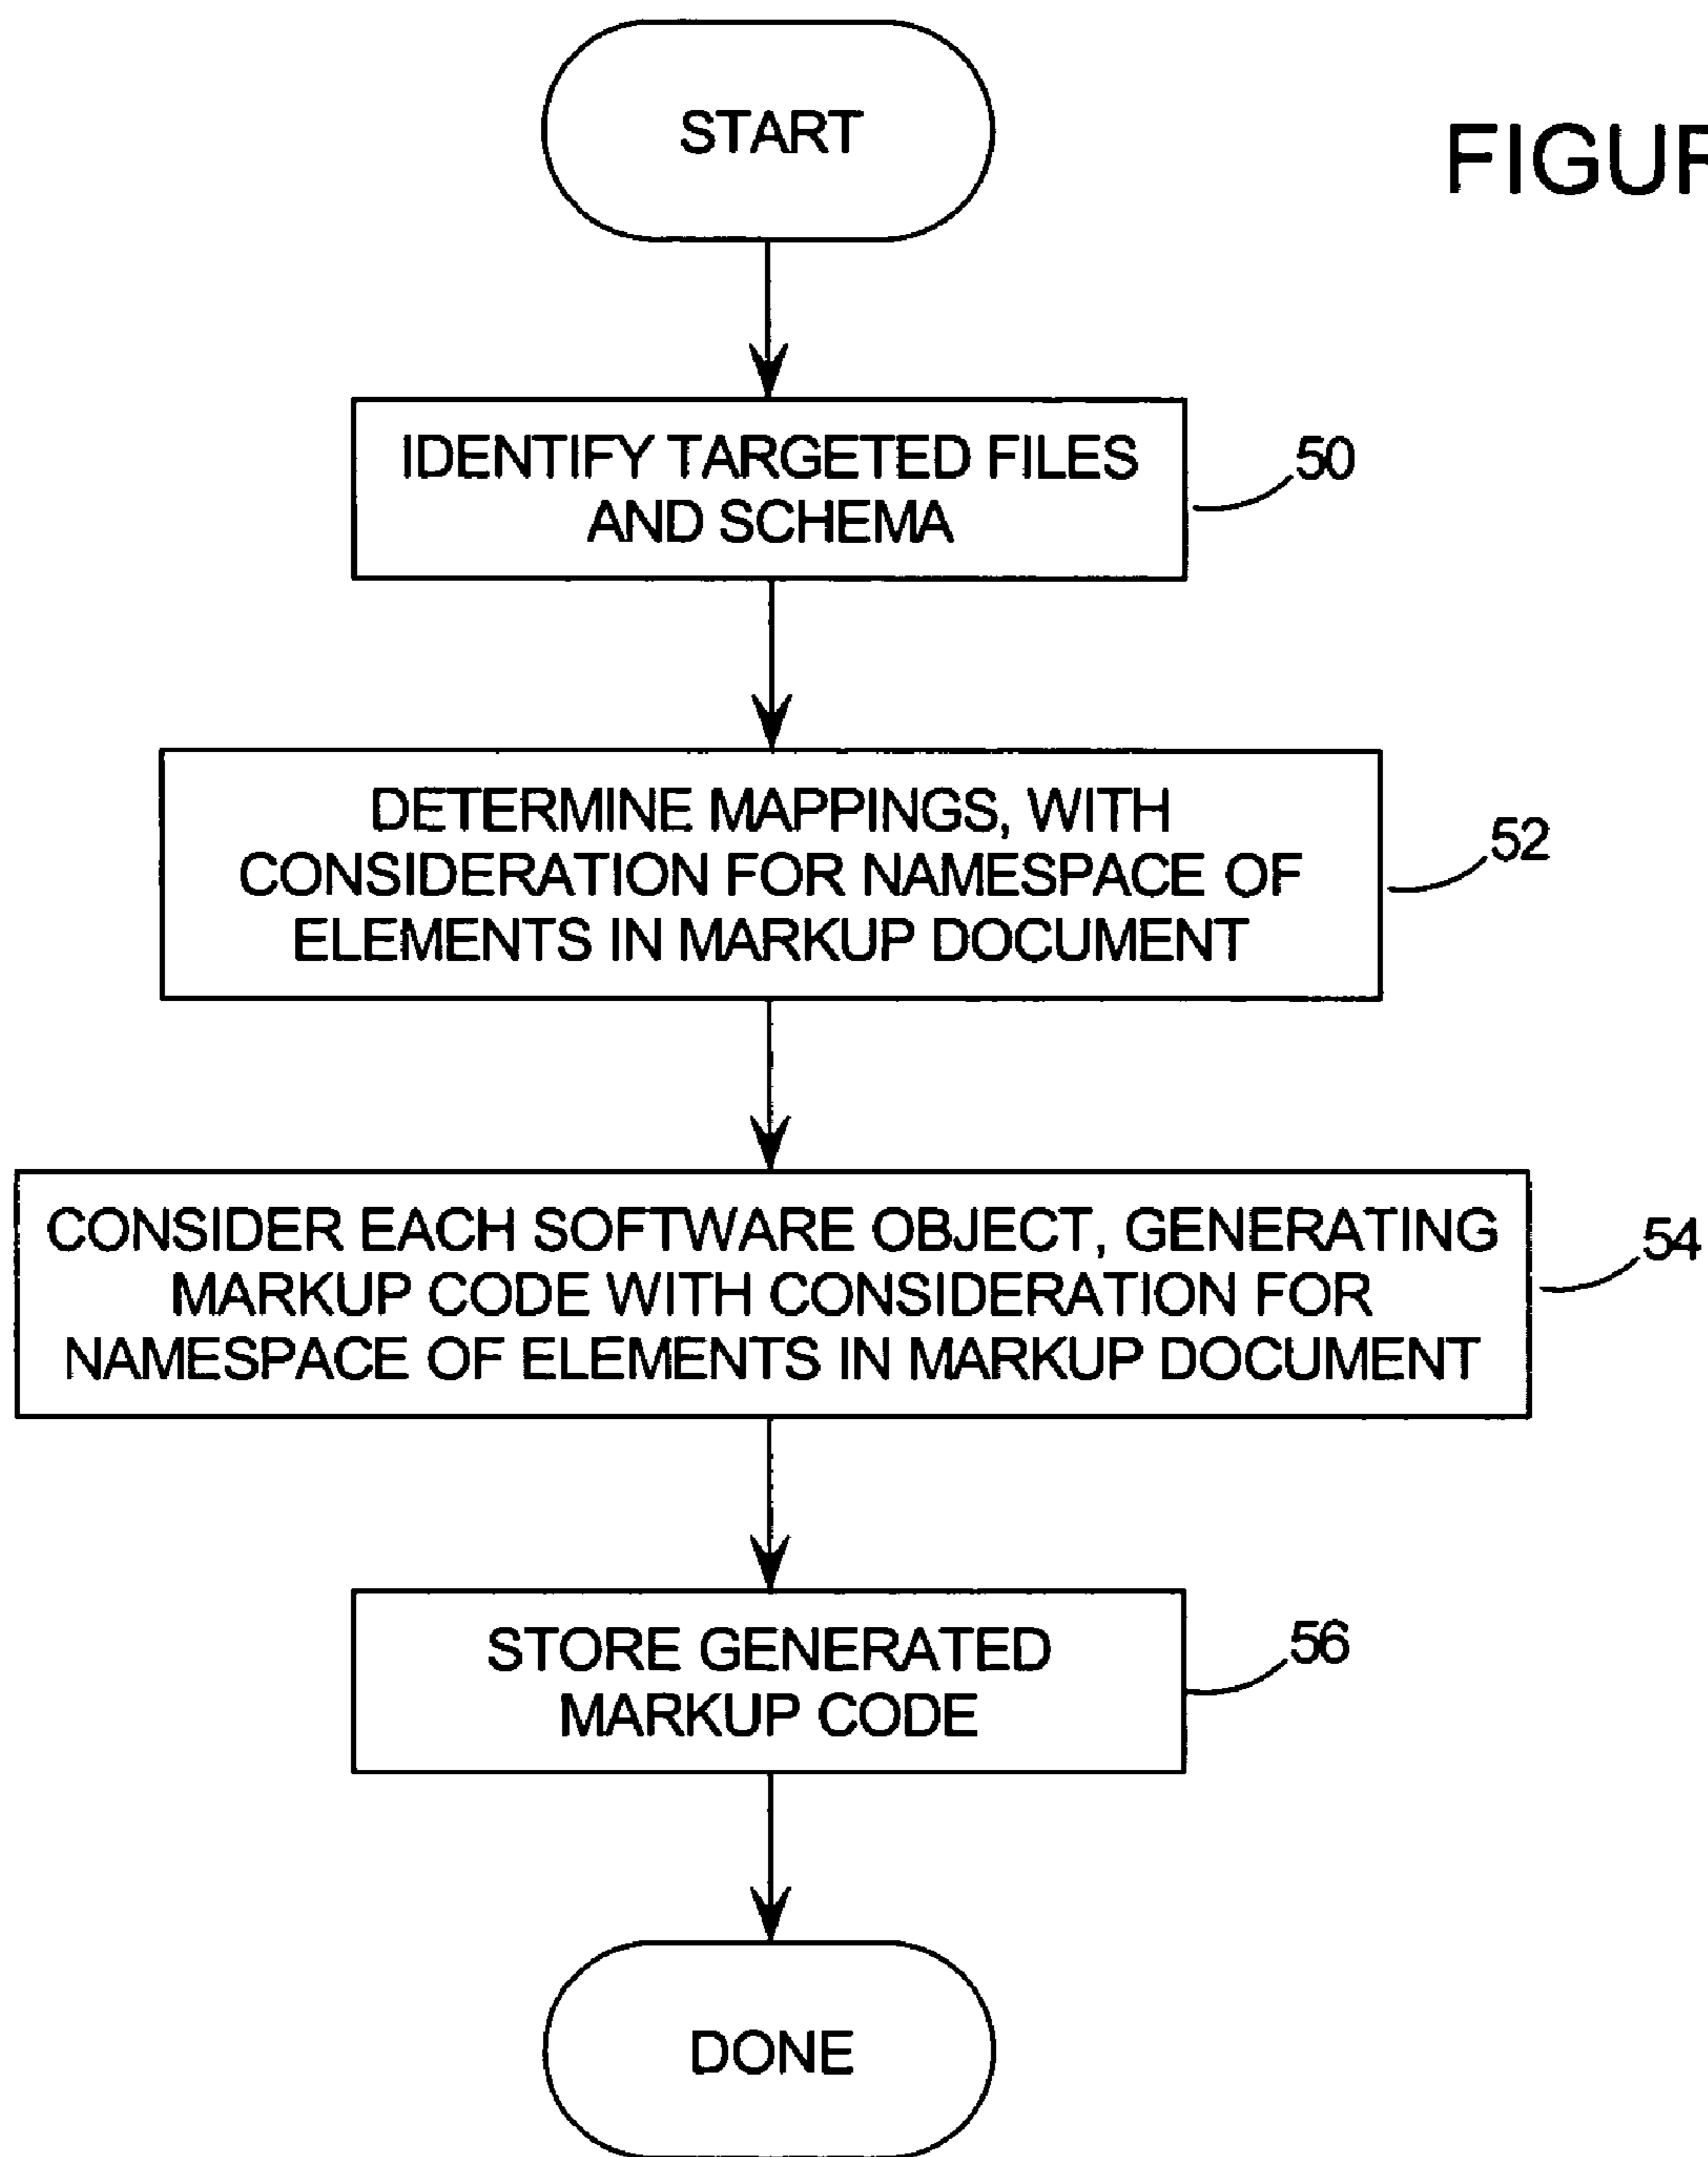 START
FIGUR
IDENTIFY TARGETED FILES
AND SCHEMA
50
DETERMINE MAPPINGS, WITH
CONSIDERATION FOR NAMESPACE OF
ELEMENTS IN MARKUP DOCUMENT
52
CONSIDER EACH SOFTWARE OBJECT, GENERATING
MARKUP CODE WITH CONSIDERATION FOR
NAMESPACE OF ELEMENTS IN MARKUP DOCUMENT
54
STORE GENERATED
MARKUP CODE
56
DONE